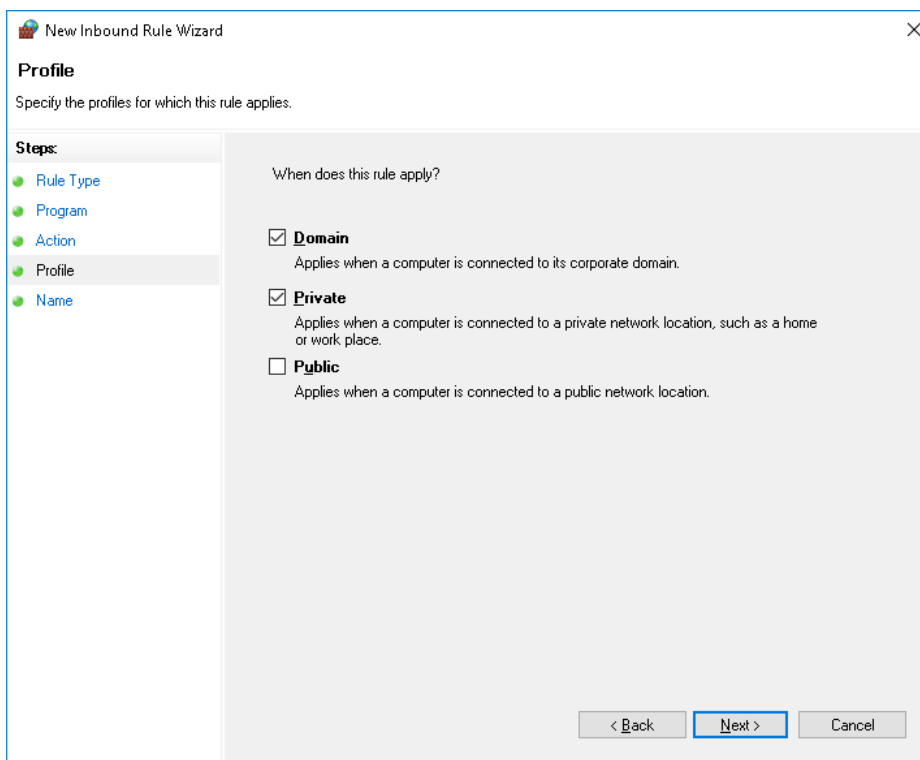 New Inbound Rule Wizard
Profile
Specify the profiles for which this rule applies.
Steps:
Rule Type
Program
Action
Profile
Name
When does this rule apply?
Domain
Applies when a computer is connected to its corporate domain.
Private
Applies when a computer is connected to a private network location, such as a home
or work place.
Public
Applies when a computer is connected to a public network location.
< Back
Next >
Cancel